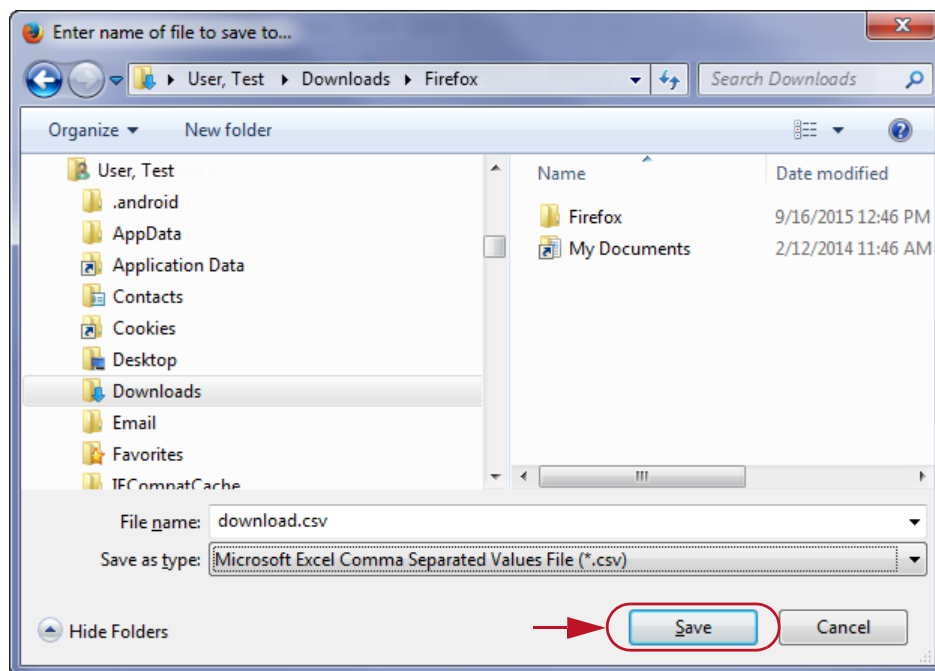 Enter name of file to save to...
User, Test Downloads Firefox
Search Downloads
Organize New folder
User, Test
.android
AppData
Application Data
Contacts
Cookies
Desktop
Downloads
Email
Favorites
IECompatCache
Name Date modified
Firefox 9/16/2015 12:46 PM
My Documents 2/12/2014 11:46 AM
File name: download.csv
Save as type: Microsoft Excel Comma Separated Values File (*.csv)
Hide Folders
Save
Cancel